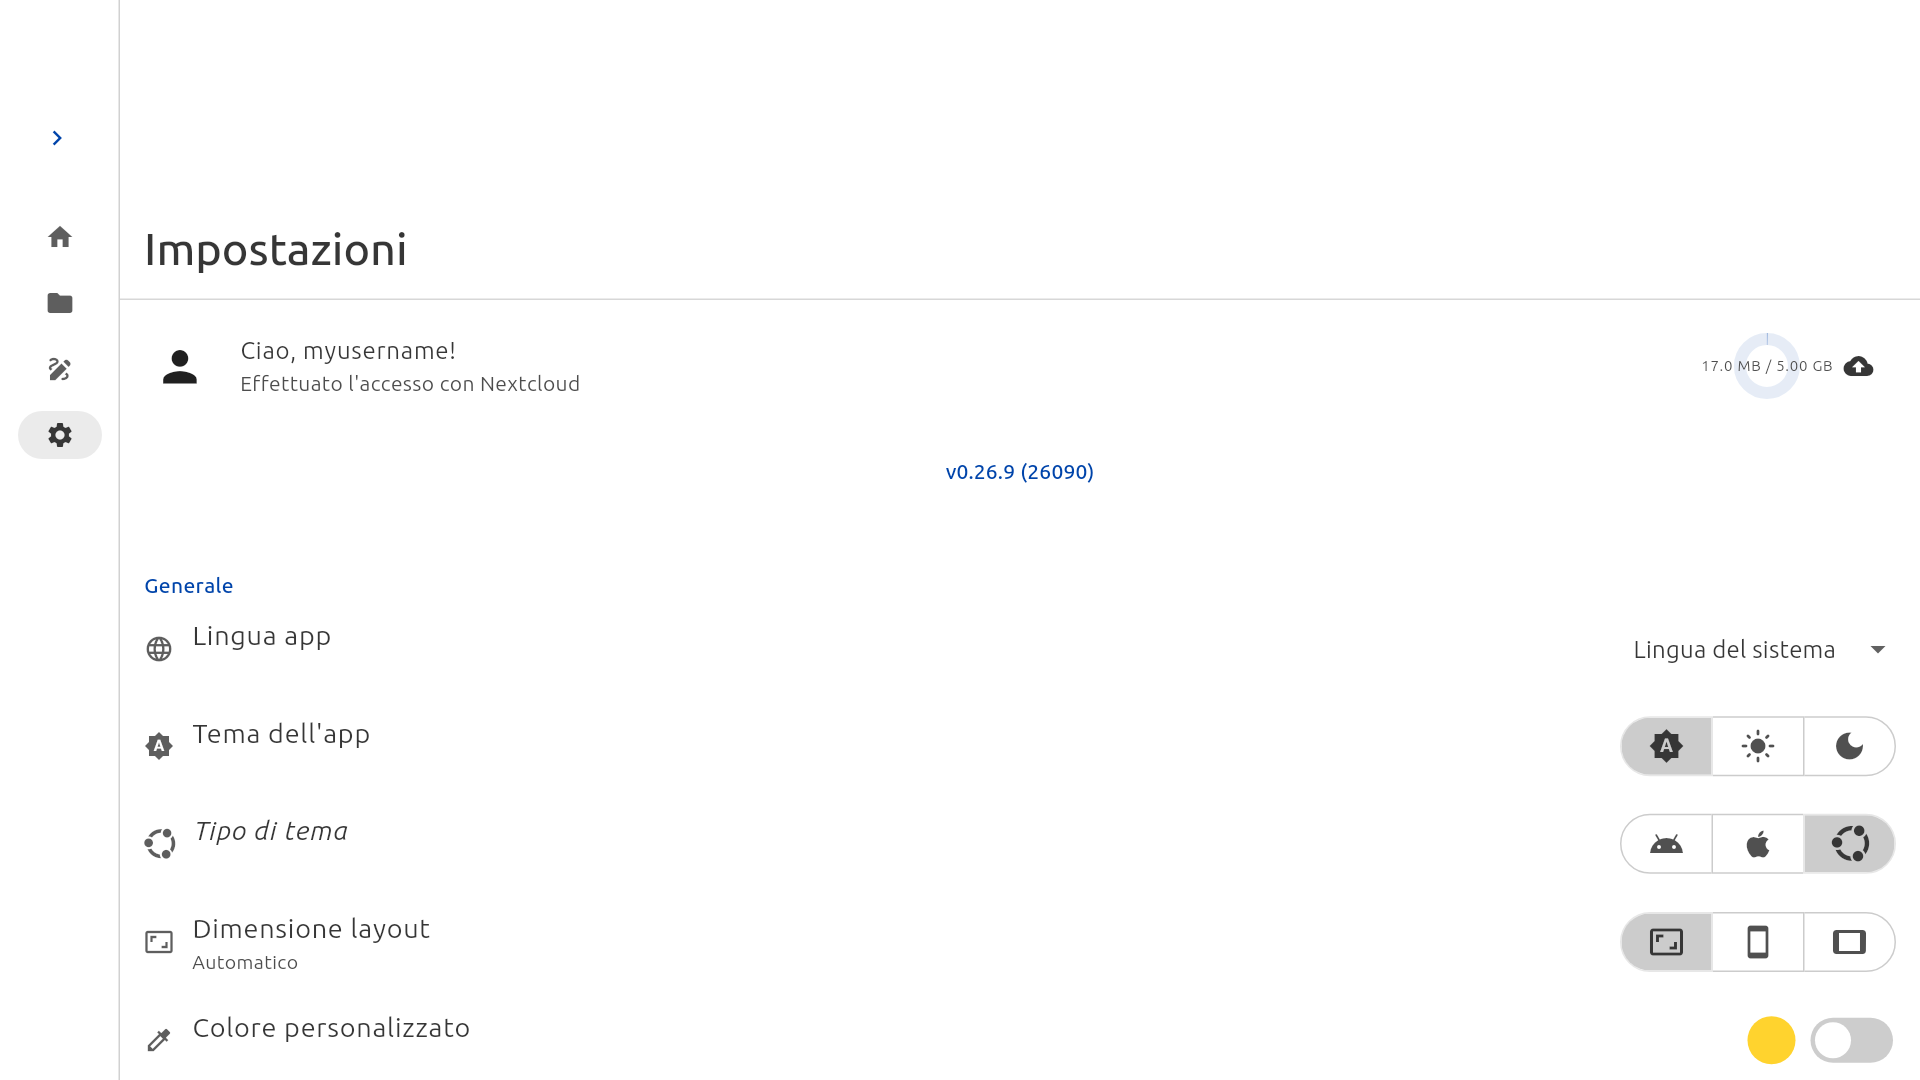 Impostazioni
Ciao, myusername!
Effettuato l'accesso con Nextcloud
17.0 MB / 5.00 GB
v0.26.9 (26090)
Generale
Lingua app
Lingua del sistema
Tema dell'app
Tipo di tema
Dimensione layout
Automatico
Colore personalizzato